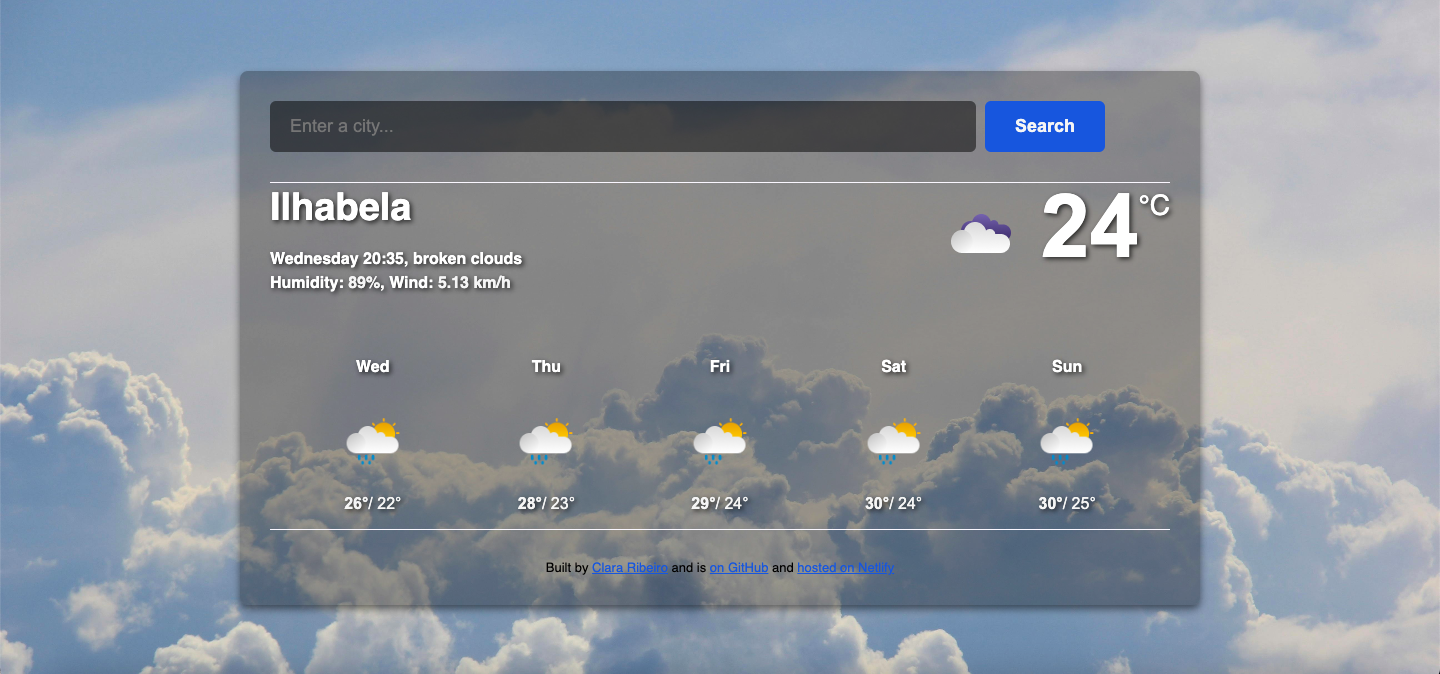 Enter a city...
Search
Ilhabela
24°C
Wednesday 20:35, broken clouds
Humidity: 89%, Wind: 5.13 km/h
Wed Thu Fri Sat Sun
26°/ 22° 28°/ 23° 29°/ 24° 30°/ 24° 30°/ 25°
Built by Clara Ribeiro and is on GitHub and hosted on Netlify